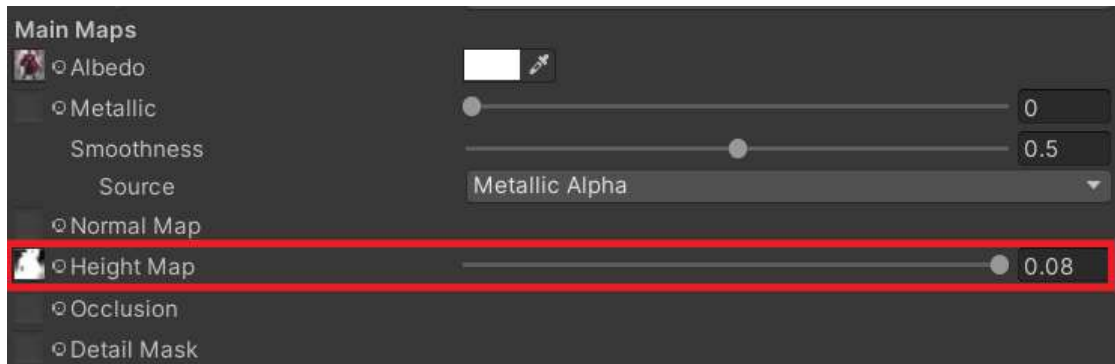 Main Maps
Albedo
Metallic 0
Smoothness 0.5
Source Metallic Alpha
Normal Map
Height Map 0.08
Occlusion
Detail Mask